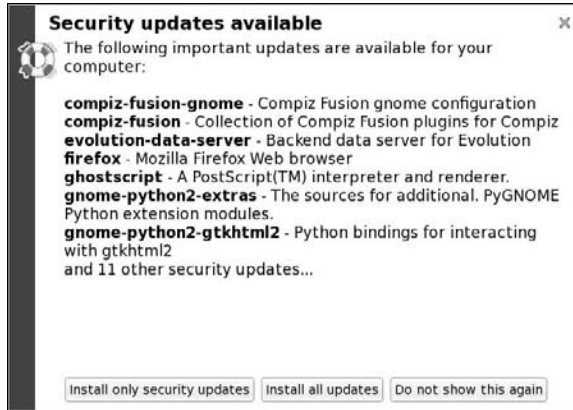 Security updates available
The following important updates are available for your
computer:
compiz-fusion-gnome - Compiz Fusion gnome configuration
compiz-fusion - Collection of Compiz Fusion plugins for Compiz
evolution-data-server - Backend data server for Evolution
firefox - Mozilla Firefox Web browser
ghostscript - A PostScript(TM) interpreter and renderer.
gnome-python2-extras - The sources for additional. PyGNOME
Python extension modules.
gnome-python2-gtkhtml2 - Python bindings for interacting
with gtkhtml2
and 11 other security updates...
Install only security updates Install all updates Do not show this again